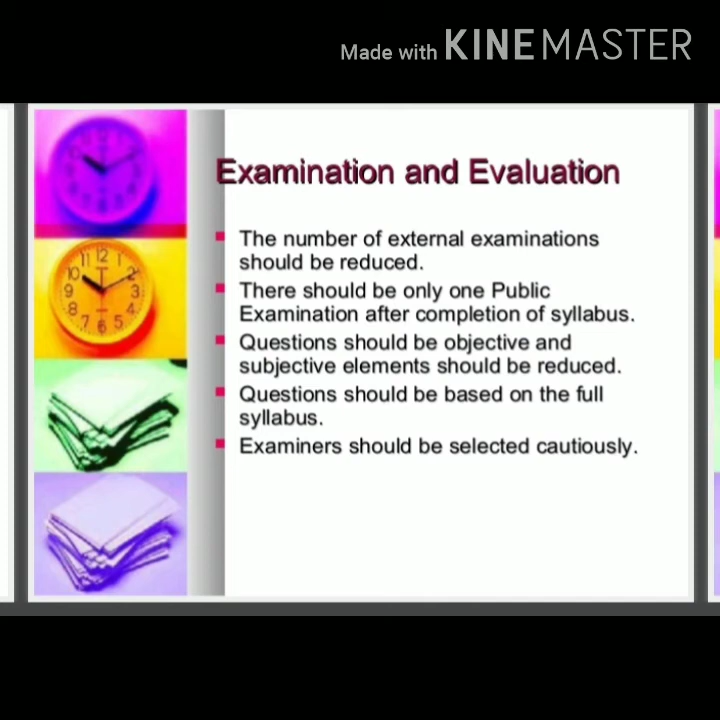 Made with KINEMASTER
Examination and Evaluation
The number of external examinations
should be reduced.
There should be only one Public
Examination after completion of syllabus.
Questions should be objective and
subjective elements should be reduced.
Questions should be based on the full
syllabus.
Examiners should be selected cautiously.